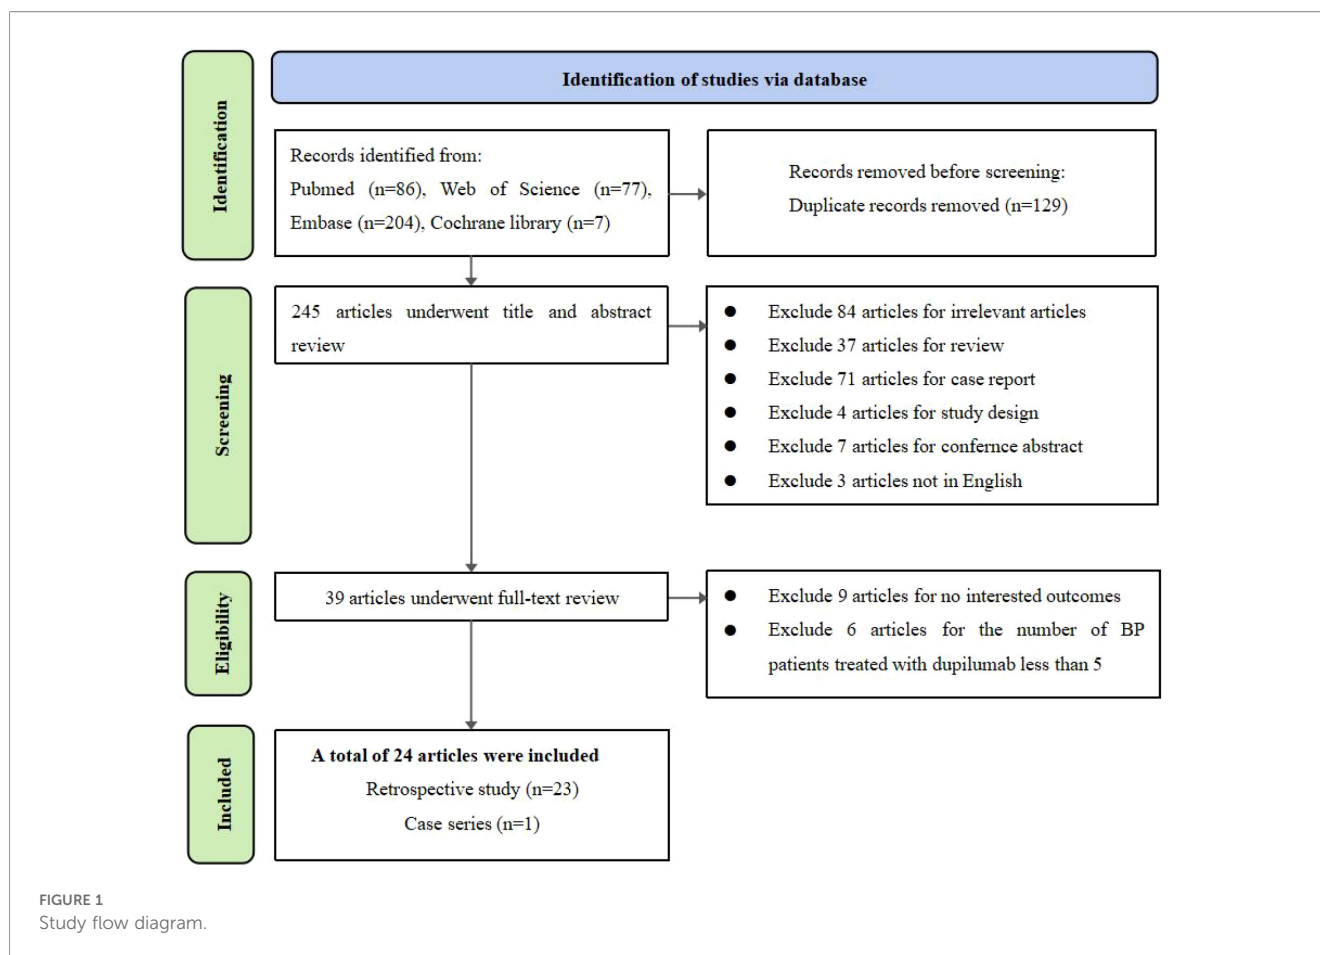 Identification of studies via database
Identification
Records identified from:
Pubmed (n=86), Web of Science (n=77),
Embase (n=204), Cochrane library (n=7)
Records removed before screening:
Duplicate records removed (n=129)
Screening
245 articles underwent title and abstract
review
● Exclude 84 articles for irrelevant articles
● Exclude 37 articles for review
● Exclude 71 articles for case report
● Exclude 4 articles for study design
● Exclude 7 articles for confernce abstract
● Exclude 3 articles not in English
Eligibility
39 articles underwent full-text review
● Exclude 9 articles for no interested outcomes
● Exclude 6 articles for the number of BP
patients treated with dupilumab less than 5
Included
A total of 24 articles were included
Retrospective study (n=23)
Case series (n=1)
FIGURE 1
Study flow diagram.